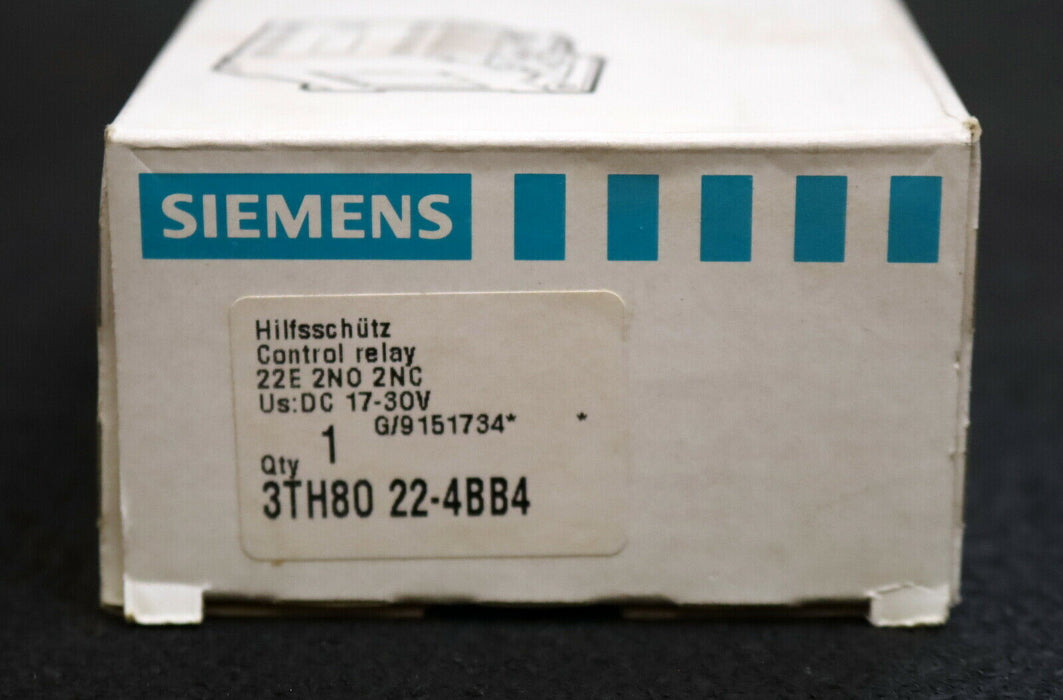 SIEMENS
Hilfsschütz
Control relay
22E 2NO 2NC
Us:DC 17-30V
G/9151734* *
Qty 1
3TH80 22-4BB4